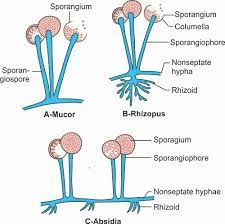 Sporangium
Sporan-
giospore
A-Mucor
Sporangium
Columella
Sporangiophore
Nonseptate
hypha
Rhizoid
B-Rhizopus
Sporagium
Sporangiophore
Nonseptate hyphae
Rhizoid
C-Absidia